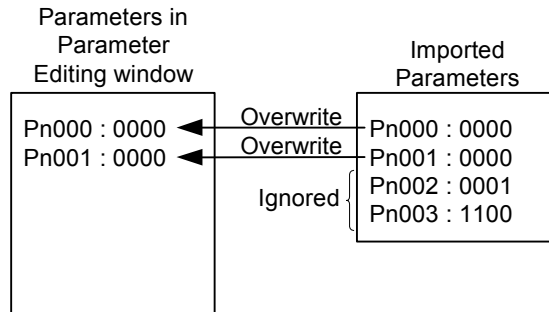 Parameters in
Parameter
Editing window
Imported
Parameters
Pn000 : 0000
Overwrite
Pn000 : 0000
Pn001 : 0000
Overwrite
Pn001 : 0000
Ignored
Pn002 : 0001
Pn003 : 1100